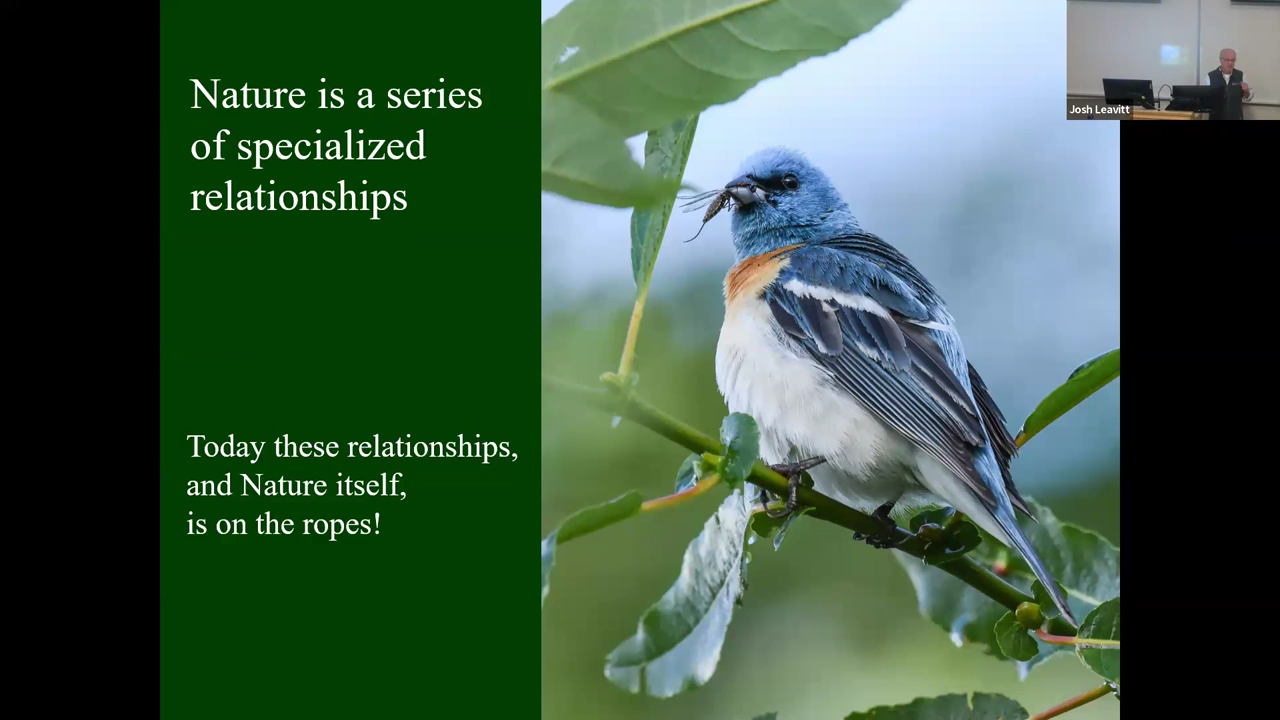 Nature is a series
of specialized
relationships
Today these relationships,
and Nature itself,
is on the ropes!
Josh Leavitt